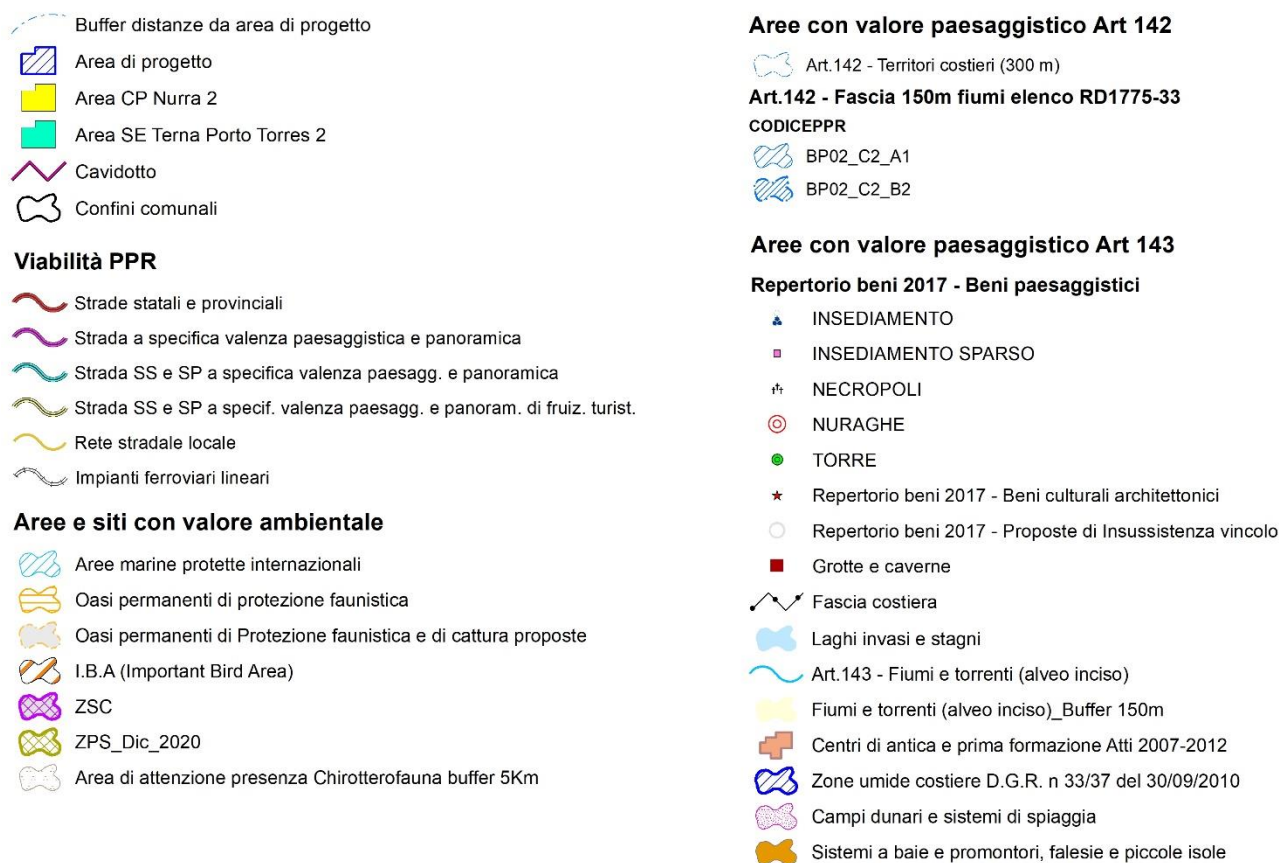 Buffer distanze da area di progetto
Area di progetto
Area CP Nurra 2
Area SE Terna Porto Torres 2
Cavidotto
Confini comunali
Viabilità PPR
Strade statali e provinciali
Strada a specifica valenza paesaggistica e panoramica
Strada SS e SP a specifica valenza paesagg. e panoramica
Strada SS e SP a specif. valenza paesagg. e panoram. di fruiz. turist.
Rete stradale locale
Impianti ferroviari lineari
Aree e siti con valore ambientale
Aree marine protette internazionali
Oasi permanenti di protezione faunistica
Oasi permanenti di Protezione faunistica e di cattura proposte
I.B.A (Important Bird Area)
ZSC
ZPS_Dic_2020
Area di attenzione presenza Chirotterofauna buffer 5Km
Aree con valore paesaggistico Art 142
Art.142 - Territori costieri (300 m)
Art.142 - Fascia 150m fiumi elenco RD1775-33
CODICEPPR
BP02_C2_A1
BP02_C2_B2
Aree con valore paesaggistico Art 143
Repertorio beni 2017 - Beni paesaggistici
INSEDIAMENTO
INSEDIAMENTO SPARSO
NECROPOLI
NURAGHE
TORRE
Repertorio beni 2017 - Beni culturali architettonici
Repertorio beni 2017 - Proposte di Insussistenza vincolo
Grotte e caverne
Fascia costiera
Laghi invasi e stagni
Art.143 - Fiumi e torrenti (alveo inciso)
Fiumi e torrenti (alveo inciso)_Buffer 150m
Centri di antica e prima formazione Atti 2007-2012
Zone umide costiere D.G.R. n 33/37 del 30/09/2010
Campi dunari e sistemi di spiaggia
Sistemi a baie e promontori, falesie e piccole isole